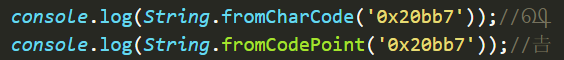 console.log(String.fromCharCode('0x20bb7'));//ஷ
console.log(String.fromCodePoint('0x20bb7'));//𠮷